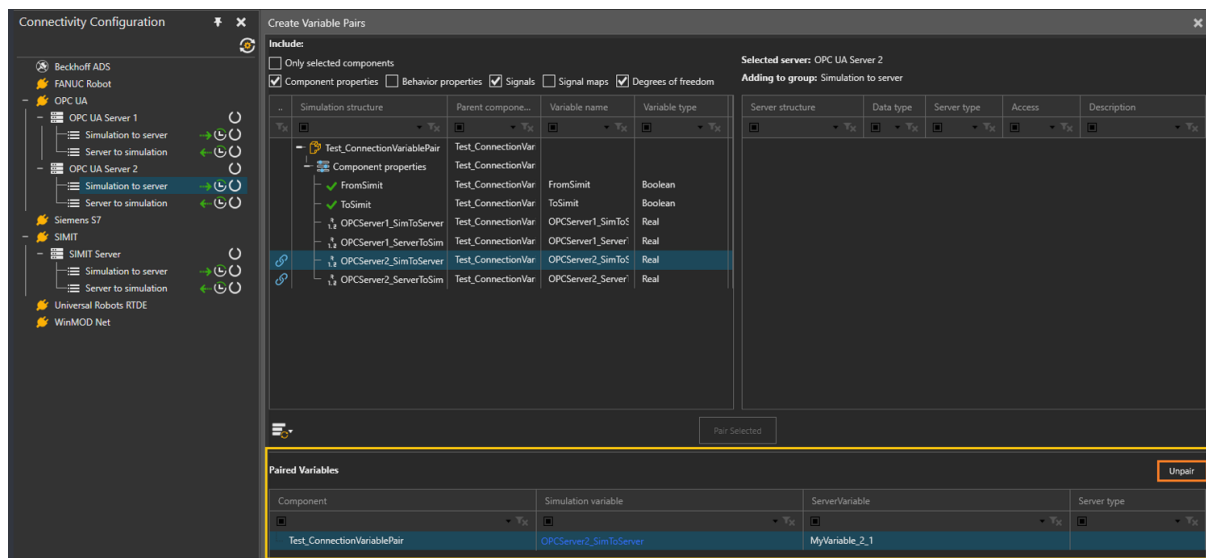 Connectivity Configuration
Beckhoff ADS
FANUC Robot
OPC UA
OPC UA Server 1
Simulation to server
Server to simulation
OPC UA Server 2
Simulation to server
Server to simulation
Siemens S7
SIMIT
SIMIT Server
Simulation to server
Server to simulation
Universal Robots RTDE
WinMOD Net
Create Variable Pairs
Include:
Only selected components
Component properties Behavior properties Signals Signal maps Degrees of freedom
Selected server: OPC UA Server 2
Adding to group: Simulation to server
.. Simulation structure Parent compone... Variable name Variable type
Test_ConnectionVariablePair Test_ConnectionVar
Component properties Test_ConnectionVar
FromSimit Test_ConnectionVar FromSimit Boolean
ToSimit Test_ConnectionVar ToSimit Boolean
OPCServer1_SimToServer Test_ConnectionVar OPCServer1_SimToS Real
OPCServer1_ServerToSim Test_ConnectionVar OPCServer1_Server Real
OPCServer2_SimToServer Test_ConnectionVar OPCServer2_SimToS Real
OPCServer2_ServerToSim Test_ConnectionVar OPCServer2_Server Real
Server structure Data type Server type Access Description
Pair Selected
Paired Variables
Unpair
Component Simulation variable ServerVariable Server type
Test_ConnectionVariablePair OPCServer2_SimToServer MyVariable_2_1